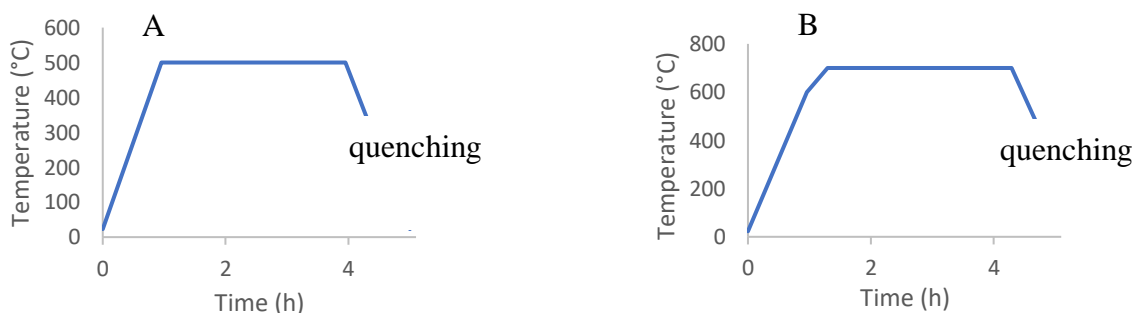 A
Temperature (°C)
600
500
400
300
200
100
0
0 2 4
Time (h)
quenching
B
Temperature (°C)
800
600
400
200
0
0 2 4
Time (h)
quenching